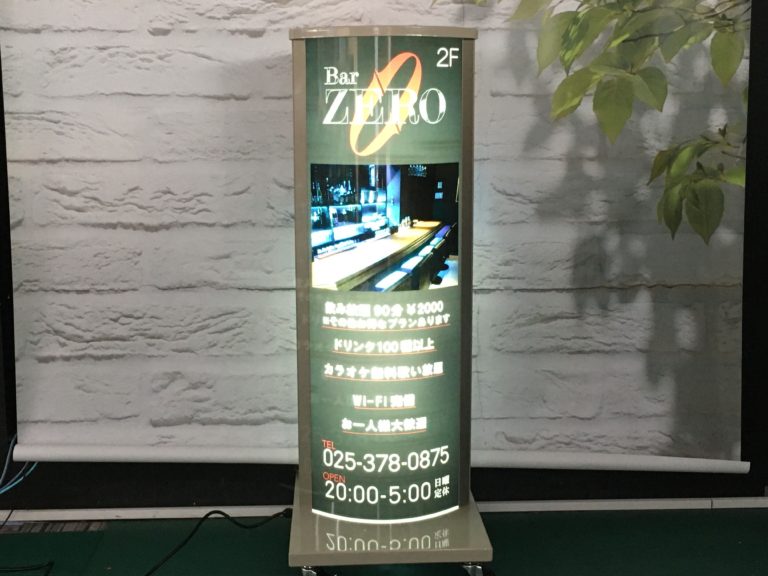 2F
Bar
ZERO
0
飲み放題 90分 ¥2000
※その他お得なプランあります
ドリンク100種以上
カラオケ無料歌い放題
Wi-Fi 完備
お一人様大歓迎
TEL
025-378-0875
OPEN
20:00-5:00 日曜定休